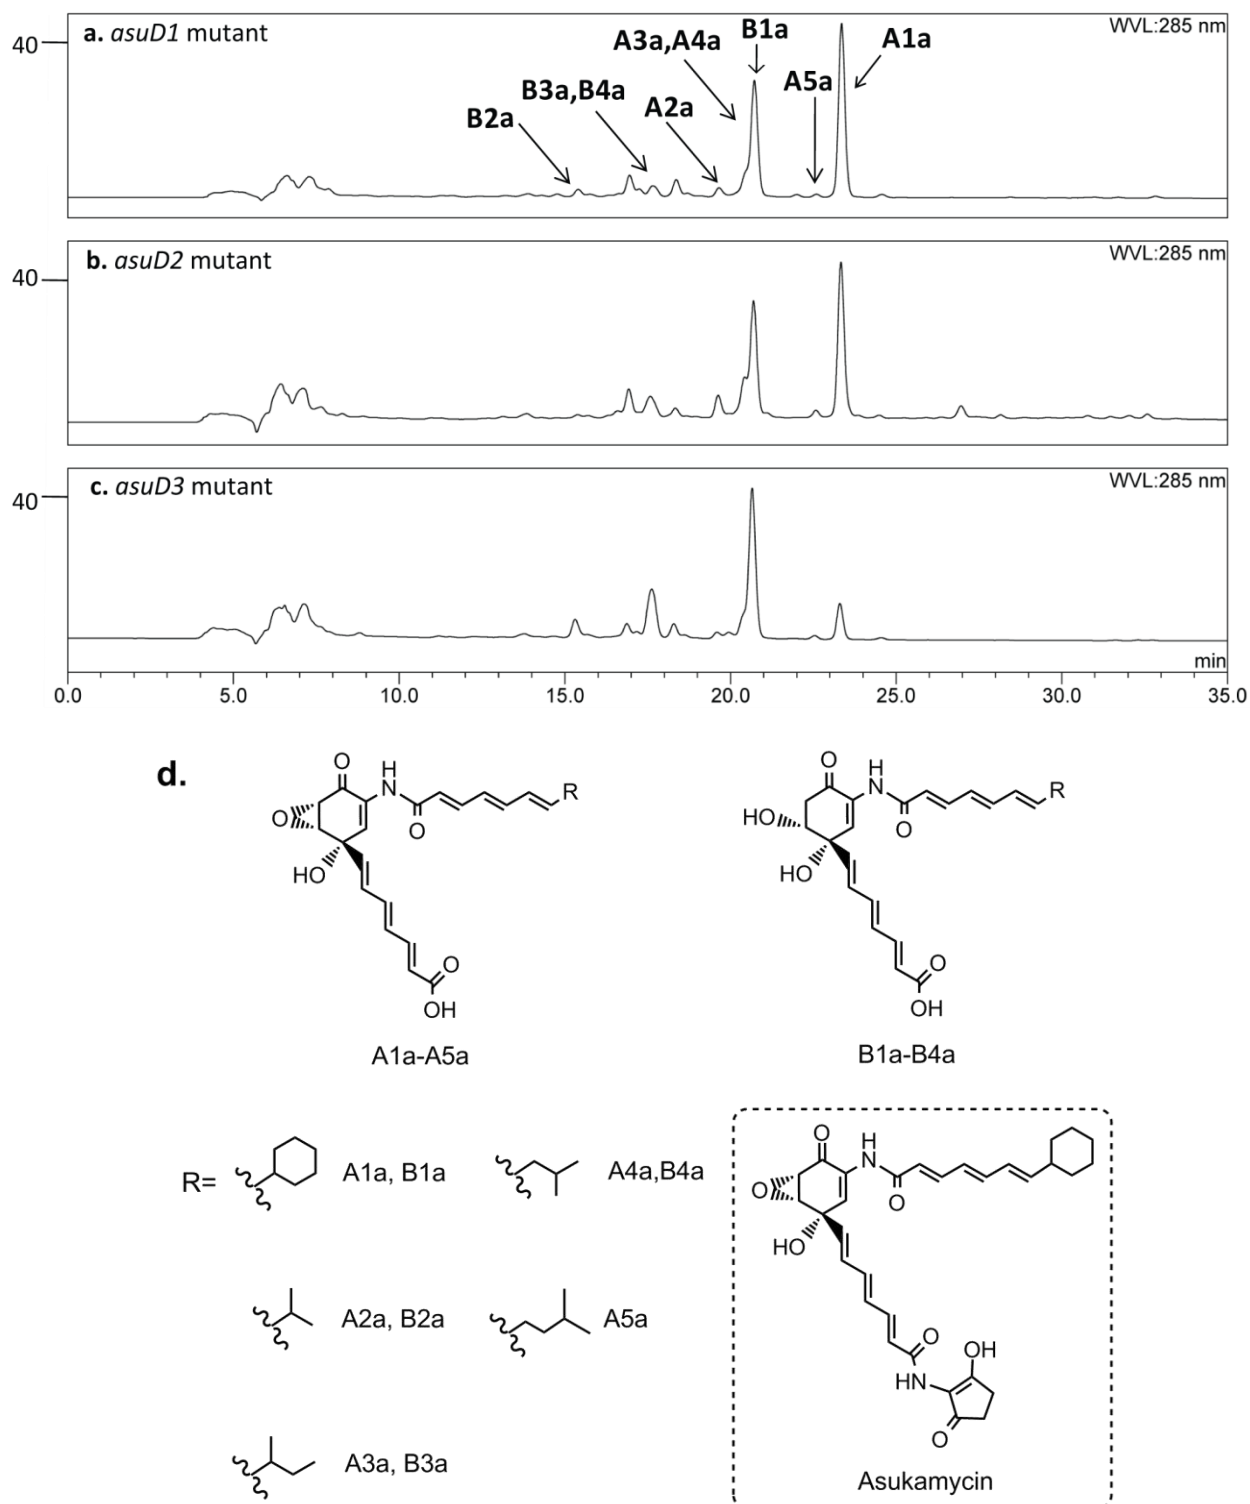 a. asuD1 mutant
WVL:285 nm
40
B2a
B3a,B4a
A2a
A3a,A4a
B1a
A5a
A1a
b. asuD2 mutant
WVL:285 nm
40
c. asuD3 mutant
WVL:285 nm
40
min
0.0 5.0 10.0 15.0 20.0 25.0 30.0 35.0
d.
O
H
N
R
O
O
HO
O
OH
A1a-A5a
O
H
N
R
O
HO
HO
O
OH
B1a-B4a
R=
A1a, B1a
A4a,B4a
A2a, B2a
A5a
A3a, B3a
O
H
N
O
O
HO
O
OH
HN
O
Asukamycin